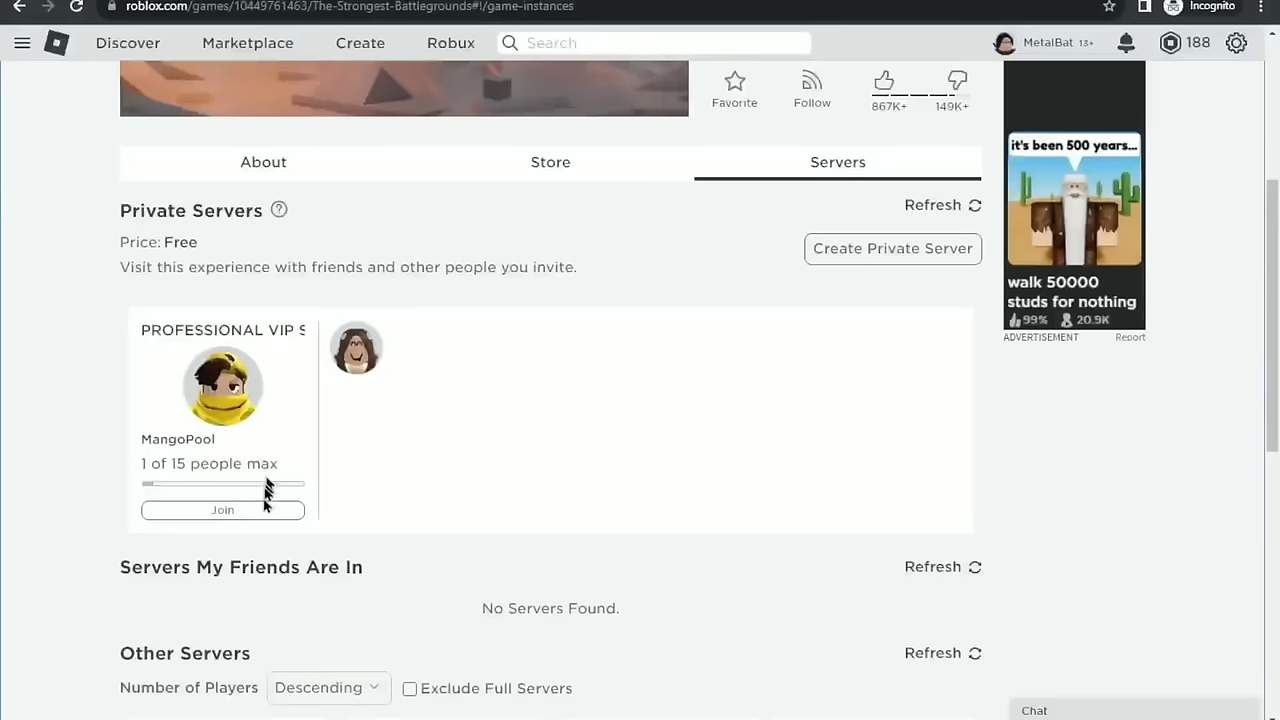 roblox.com/games/10449761463/The-Strongest-Battlegrounds#!/game-instances
Incognito
Discover
Marketplace
Create
Robux
Search
MetalBat 13+
188
Favorite
Follow
867K+
149K+
it's been 500 years...
walk 50000
studs for nothing
99% 20.9K
ADVERTISEMENT
Report
About
Store
Servers
Private Servers
Refresh
Price: Free
Visit this experience with friends and other people you invite.
Create Private Server
PROFESSIONAL VIP S
MangoPool
1 of 15 people max
Join
Servers My Friends Are In
Refresh
No Servers Found.
Other Servers
Refresh
Number of Players
Descending
Exclude Full Servers
Chat